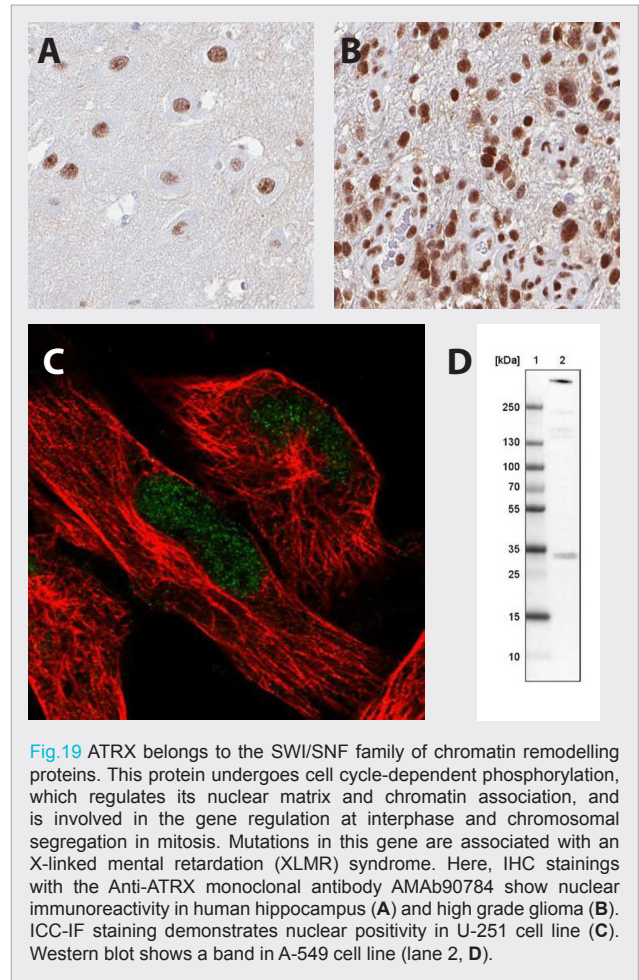 A
B
C
D
[kDa] 1 2
250
130
100
70
55
35
25
15
10
Fig.19 ATRX belongs to the SWI/SNF family of chromatin remodelling
proteins. This protein undergoes cell cycle-dependent phosphorylation,
which regulates its nuclear matrix and chromatin association, and
is involved in the gene regulation at interphase and chromosomal
segregation in mitosis. Mutations in this gene are associated with an
X-linked mental retardation (XLMR) syndrome. Here, IHC stainings
with the Anti-ATRX monoclonal antibody AMAb90784 show nuclear
immunoreactivity in human hippocampus (A) and high grade glioma (B).
ICC-IF staining demonstrates nuclear positivity in U-251 cell line (C).
Western blot shows a band in A-549 cell line (lane 2, D).